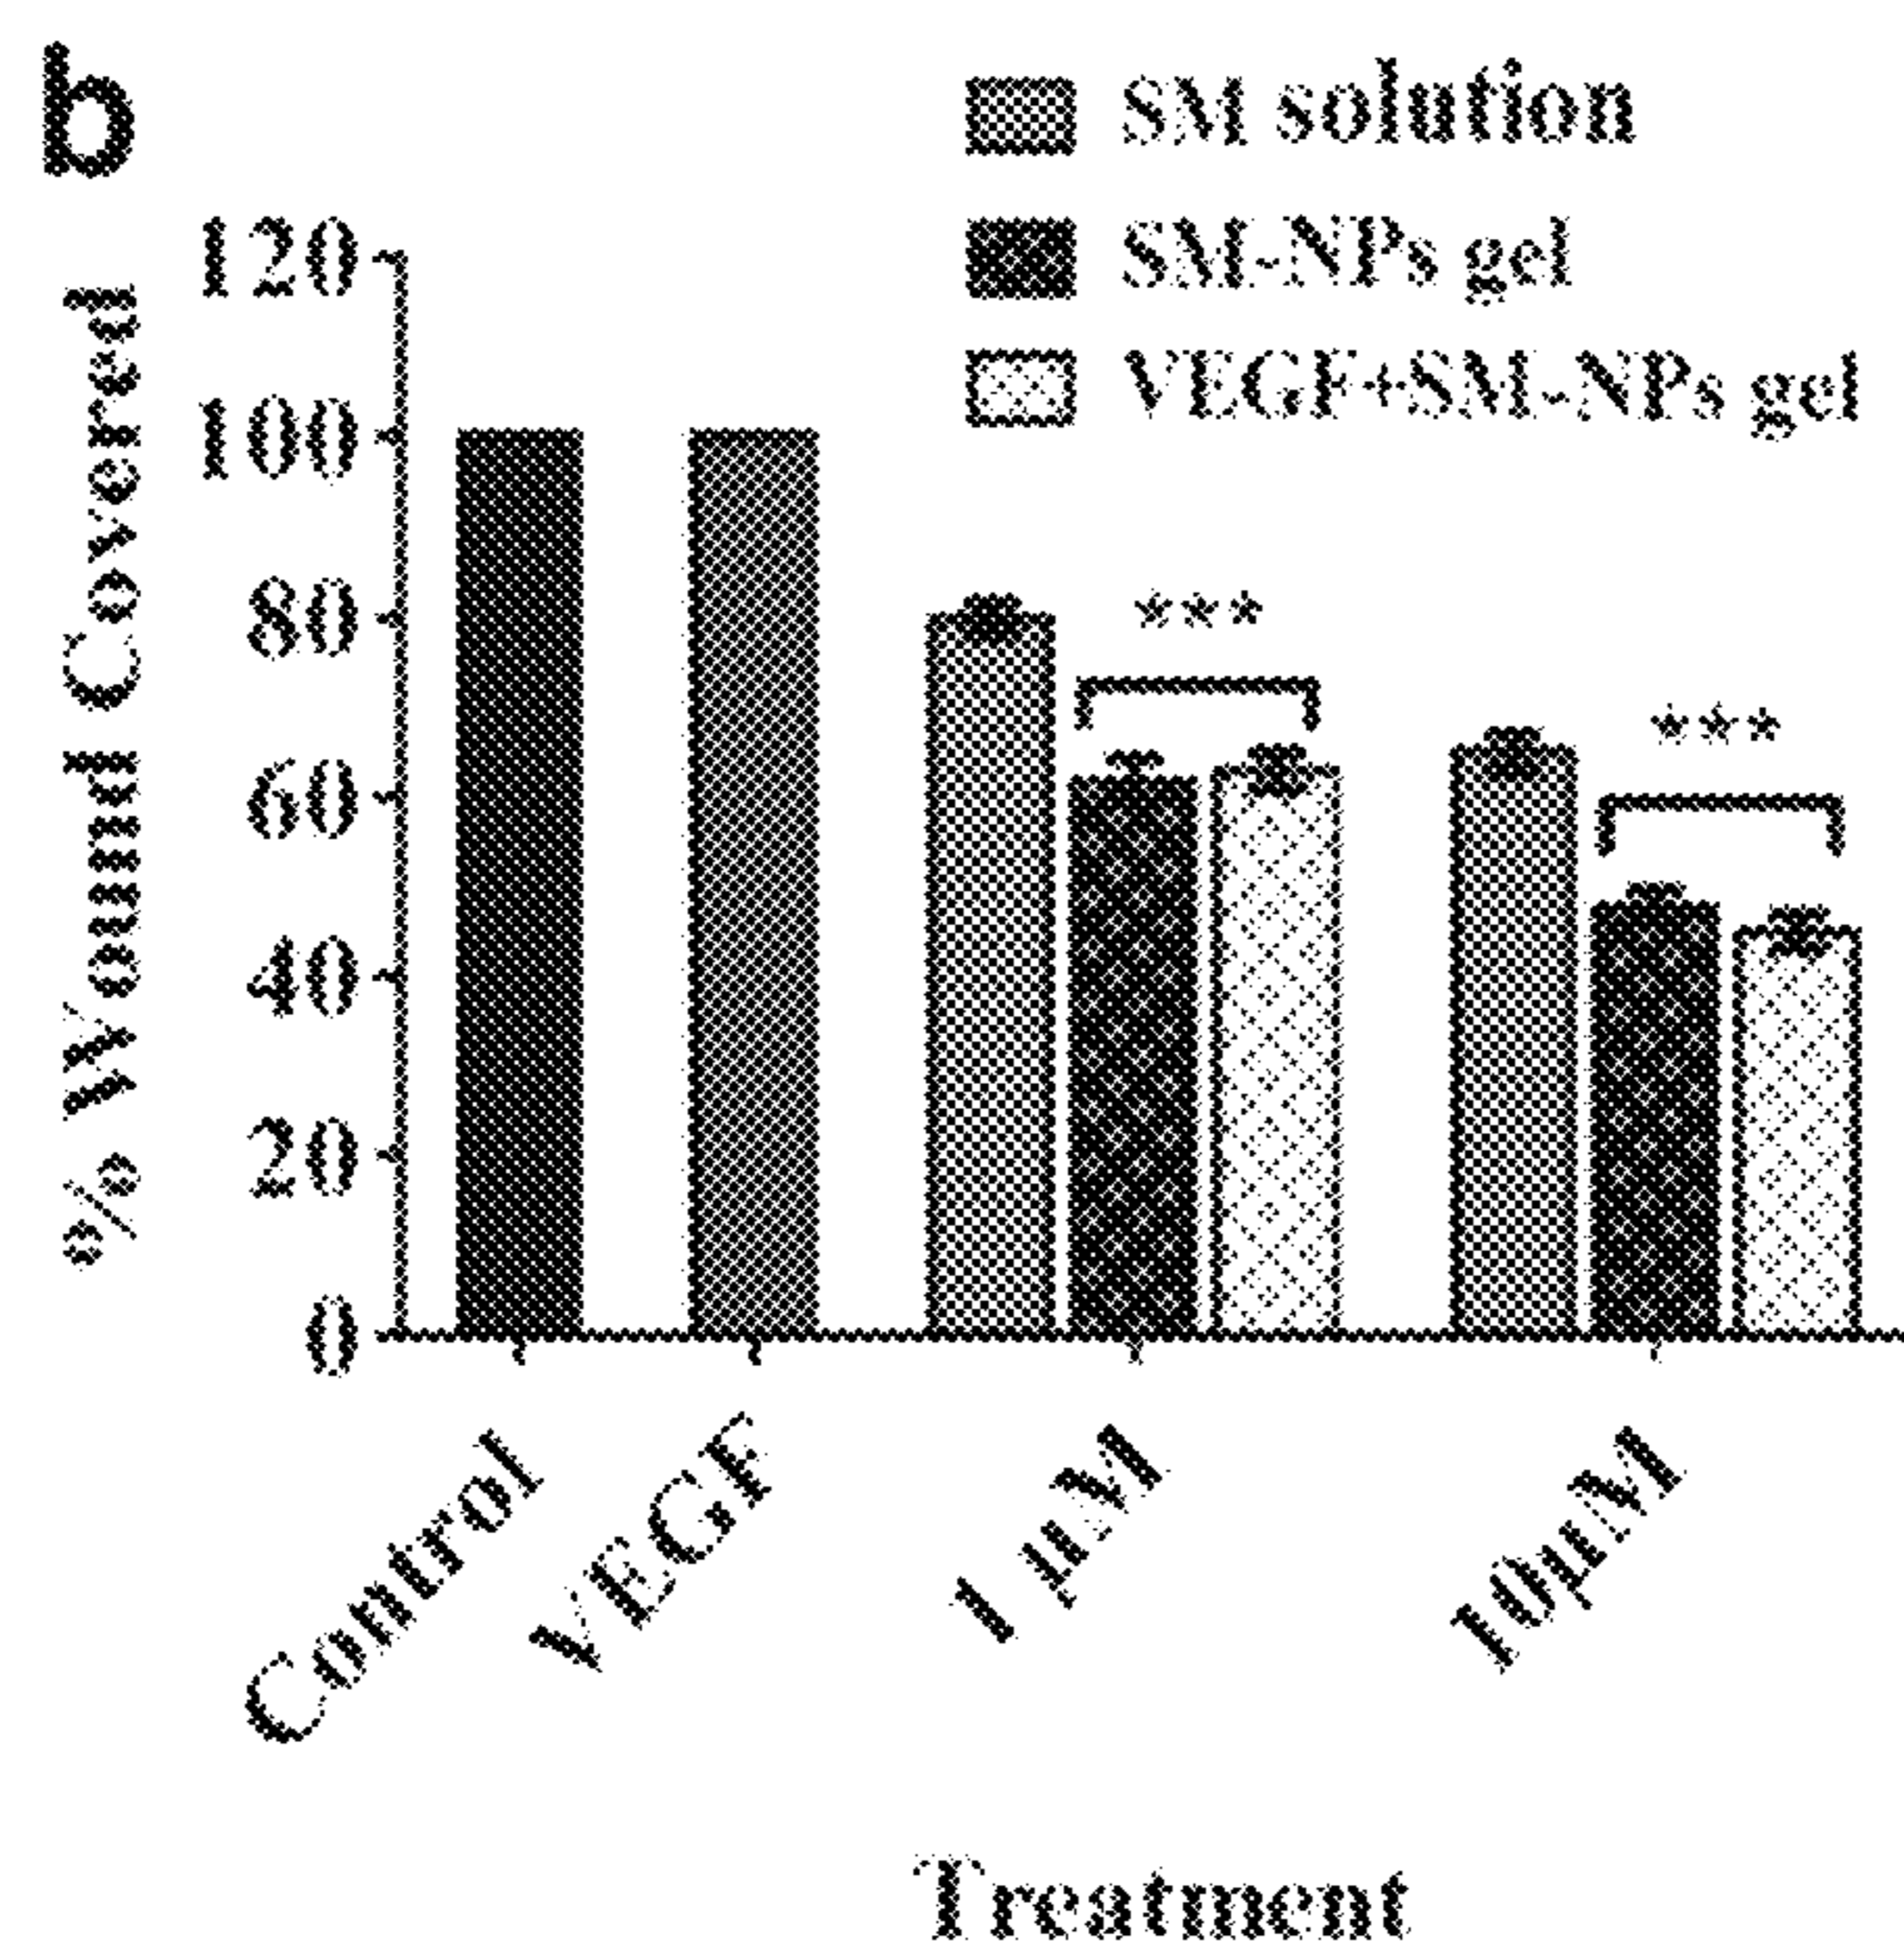 b
SM solution
SM-NPs gel
VEGF+SM-NPs gel
% Wound Covered
120
100
80
60
40
20
0
***
***
Control
VEGF
1 µM
10µM
Treatment